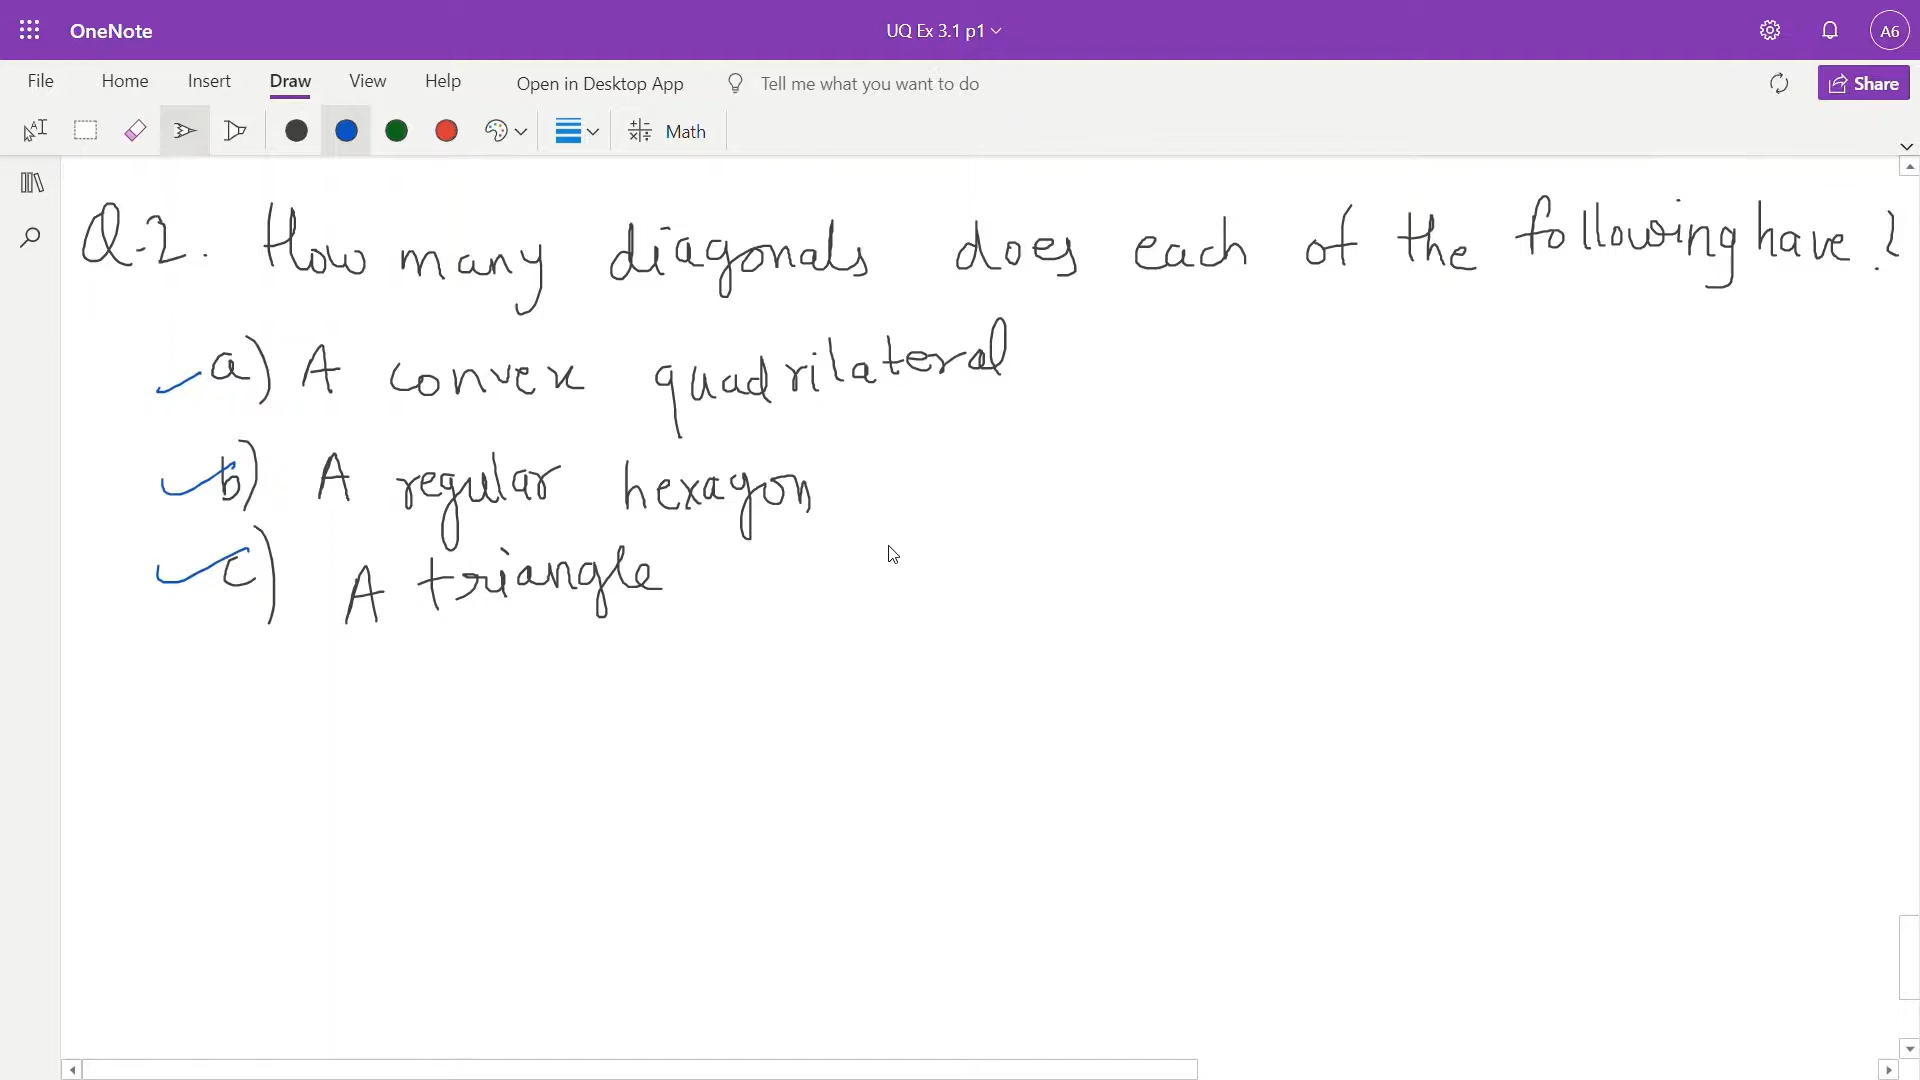 OneNote
UQ Ex 3.1 p1
A6
File Home Insert Draw View Help Open in Desktop App Tell me what you want to do Share
Math
Q-2. How many diagonals does each of the following have?
a) A convex quadrilateral
b) A regular hexagon
c) A triangle